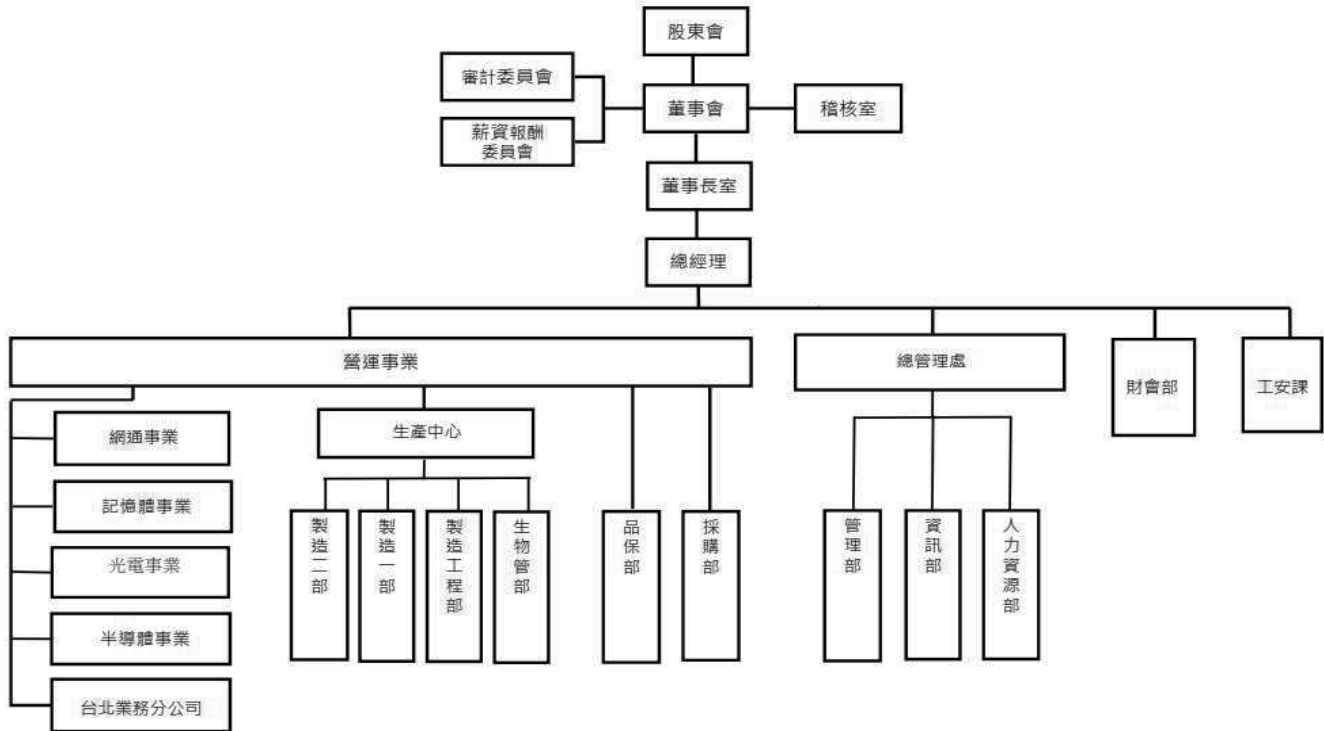 股東會
審計委員會
董事會
稽核室
薪資報酬
委員會
董事長室
總經理
營運事業
總管理處
財會部
工安課
網通事業
記憶體事業
光電事業
半導體事業
台北業務分公司
生產中心
製造二部
製造一部
製造工程部
生物管部
品保部
採購部
管理部
資訊部
人力資源部